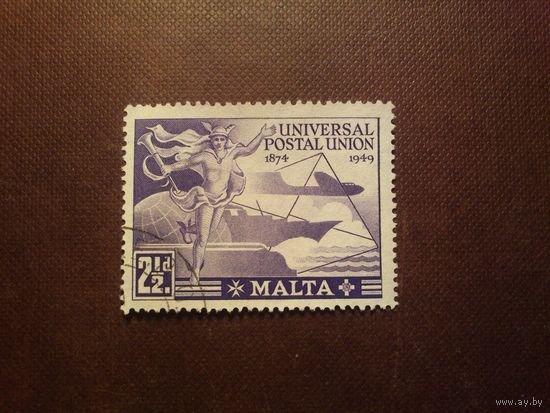 UNIVERSAL
POSTAL UNION
1874 1949
2½d.
MALTA
www.ay.by